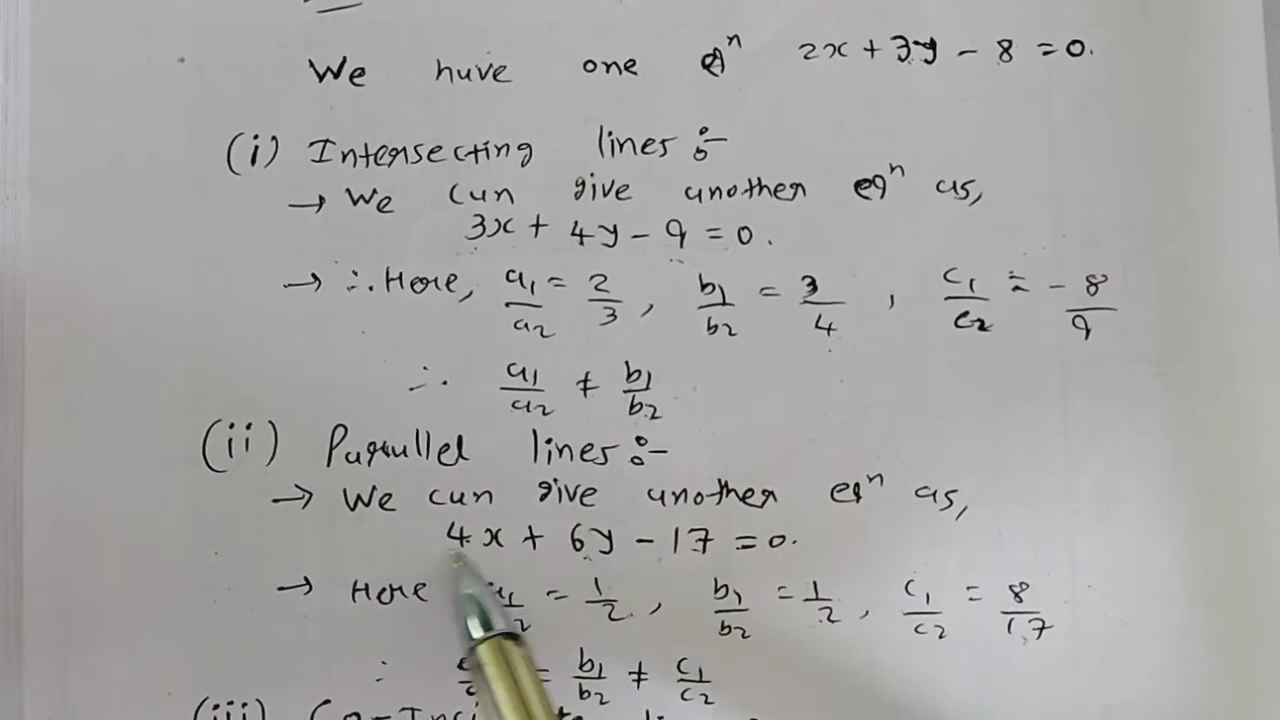 We have one eqⁿ 2x + 3y - 8 = 0.
(i) Intersecting lines :-
→ We can give another eqⁿ as,
3x + 4y - 9 = 0.
→ ∴ Here, a₁/a₂ = 2/3, b₁/b₂ = 3/4, c₁/c₂ = -8/9
∴ a₁/a₂ ≠ b₁/b₂
(ii) Parallel lines :-
→ We can give another eqⁿ as,
4x + 6y - 17 = 0.
→ Here = 1/2, b₁/b₂ = 1/2, c₁/c₂ = 8/17
= b₁/b₂ ≠ c₁/c₂
(iii)